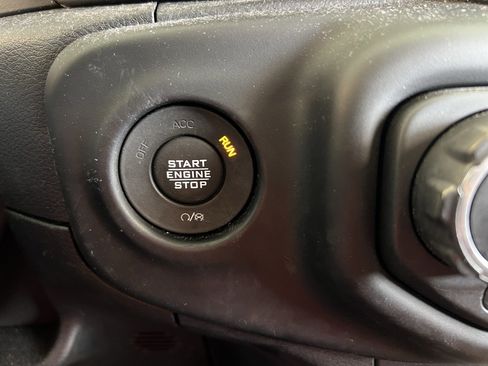 OFF
ACC
RUN
START
ENGINE
STOP